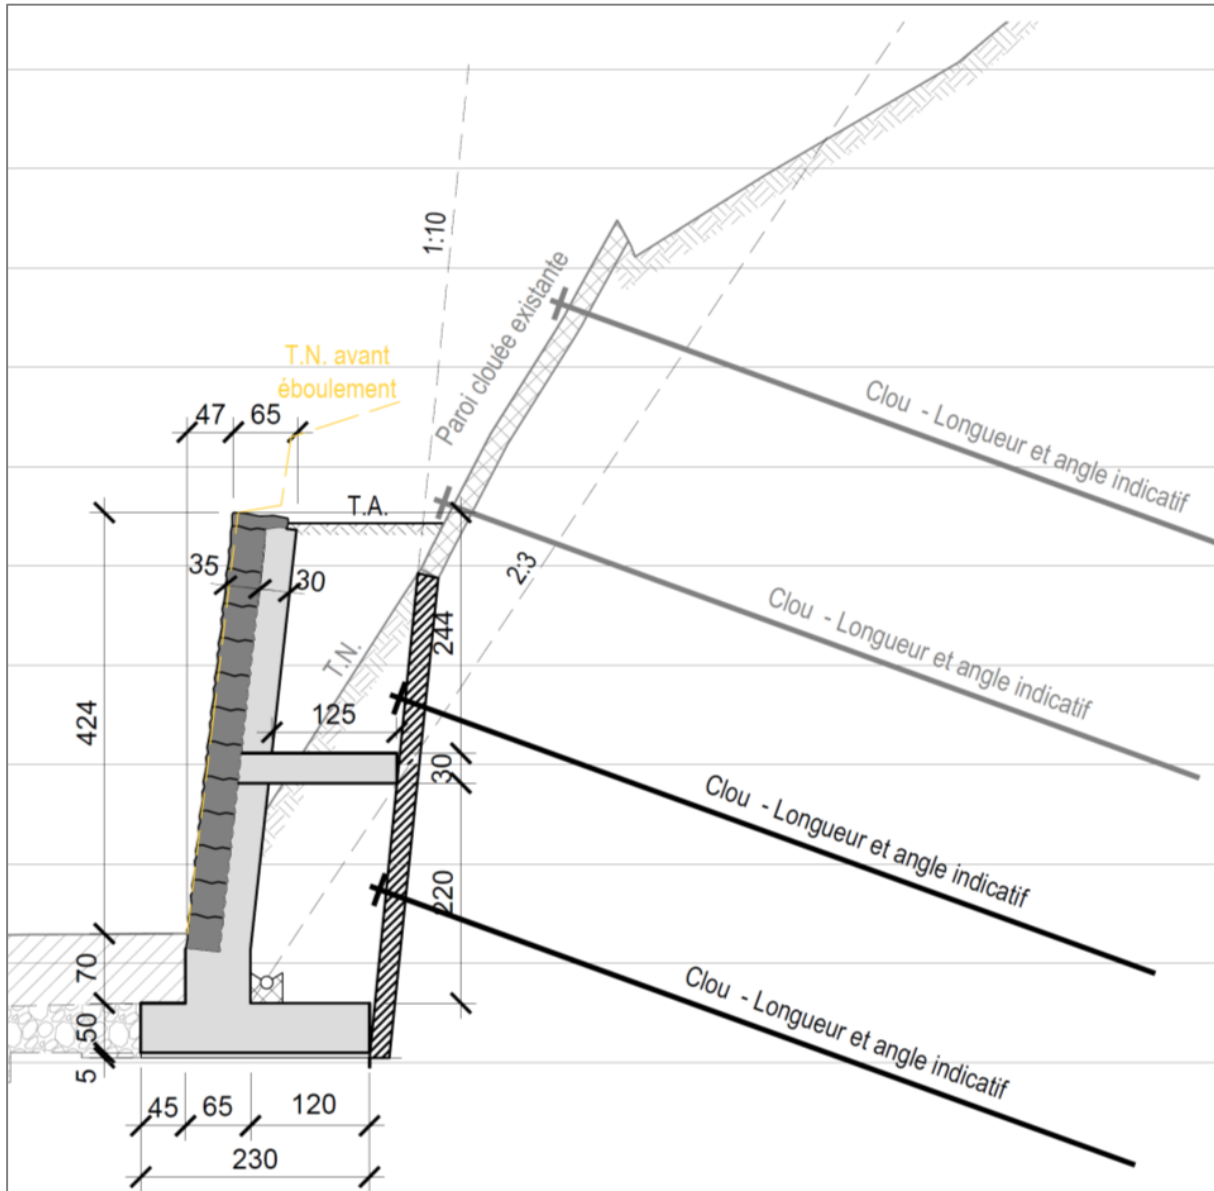 1:10
Paroi clouée existante
T.N. avant
éboulement
Clou - Longueur et angle indicatif
47
65
T.A.
2:3
35
30
Clou - Longueur et angle indicatif
244
T.N.
424
125
30
Clou - Longueur et angle indicatif
220
70
Clou - Longueur et angle indicatif
50
5
45
65
120
230